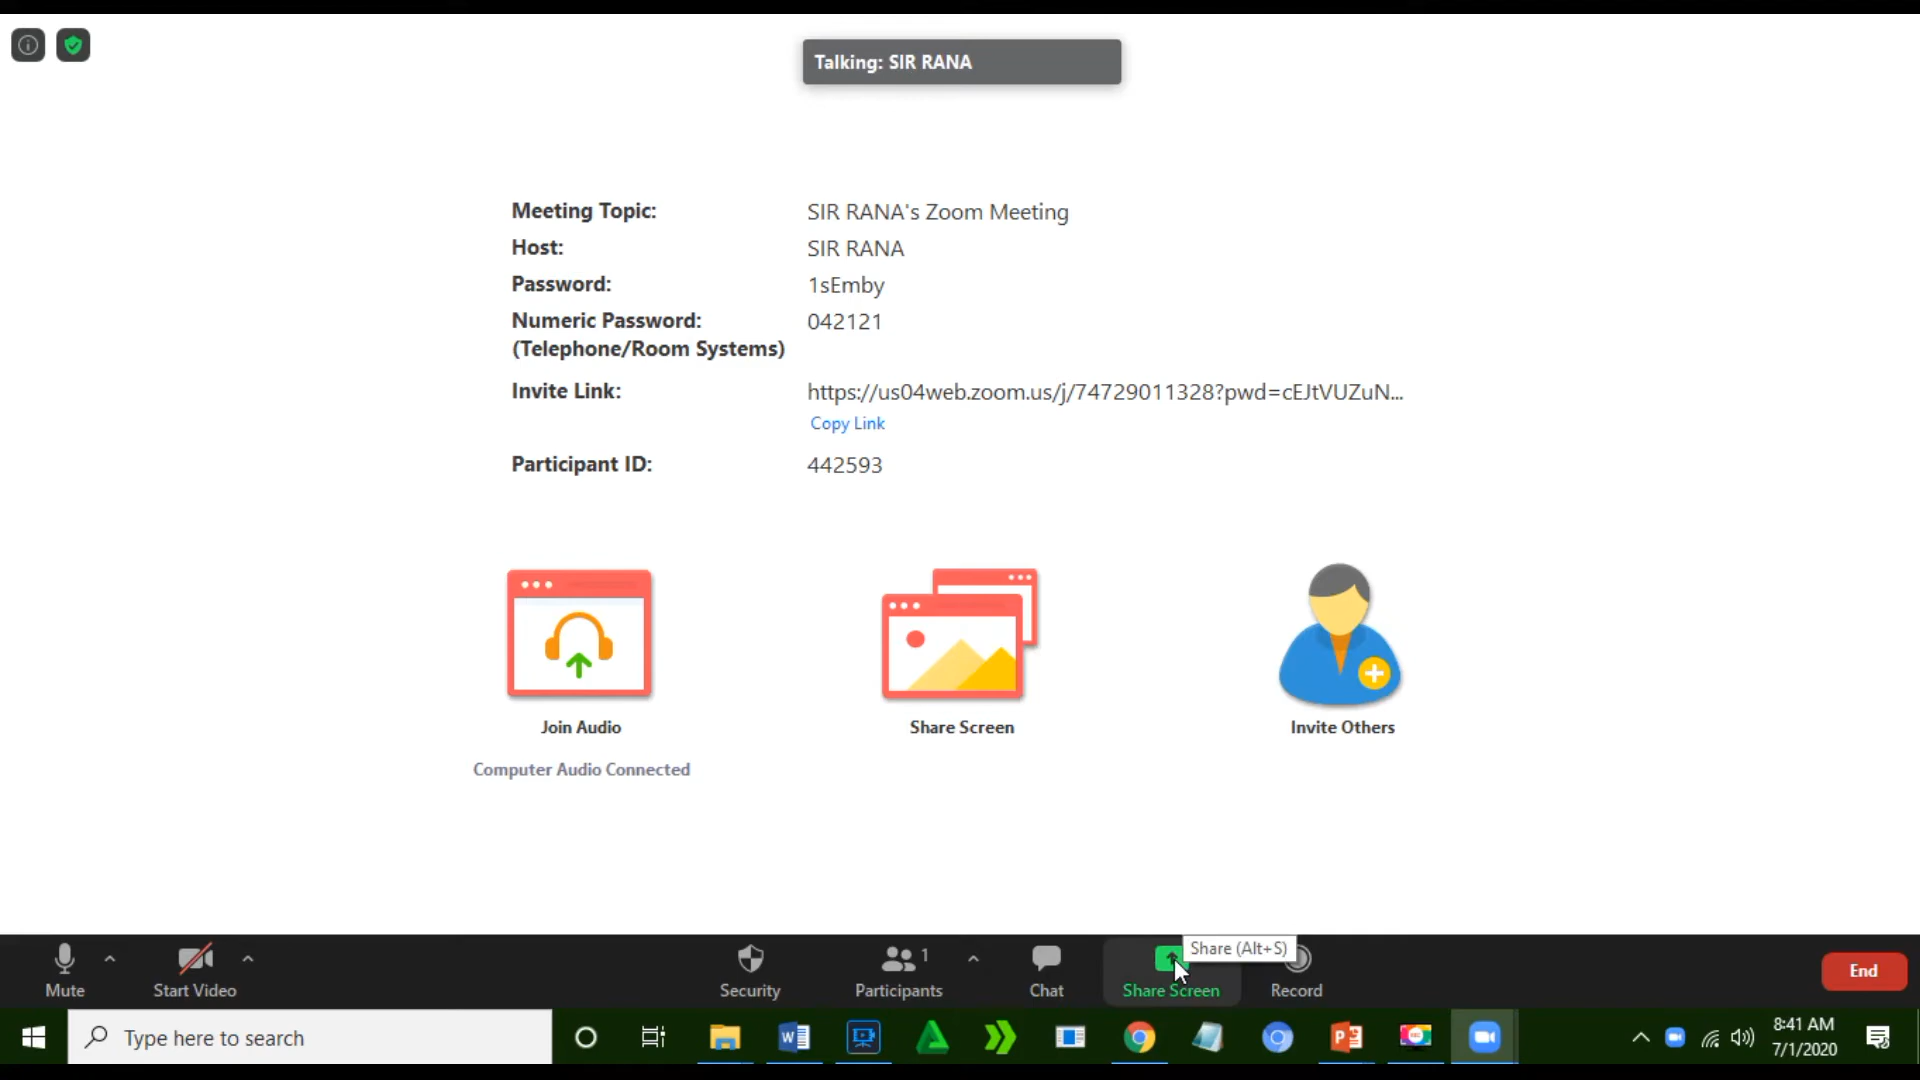 Talking: SIR RANA
Meeting Topic: SIR RANA's Zoom Meeting
Host: SIR RANA
Password: 1sEmby
Numeric Password: 042121
(Telephone/Room Systems)
Invite Link: https://us04web.zoom.us/j/74729011328?pwd=cEJtVUZuN...
Copy Link
Participant ID: 442593
Join Audio Share Screen Invite Others
Computer Audio Connected
1 Share (Alt+S)
Mute Start Video Security Participants Chat Share Screen Record End
Type here to search
8:41 AM
7/1/2020